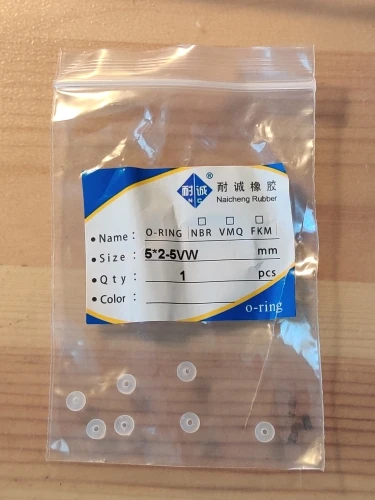 耐诚 ®
N C
耐诚橡胶
Naicheng Rubber
Name: O-RING □ NBR □ VMQ □ FKM
Size: 5*2-5VW mm
Qty: 1 pcs
Color:
o-ring